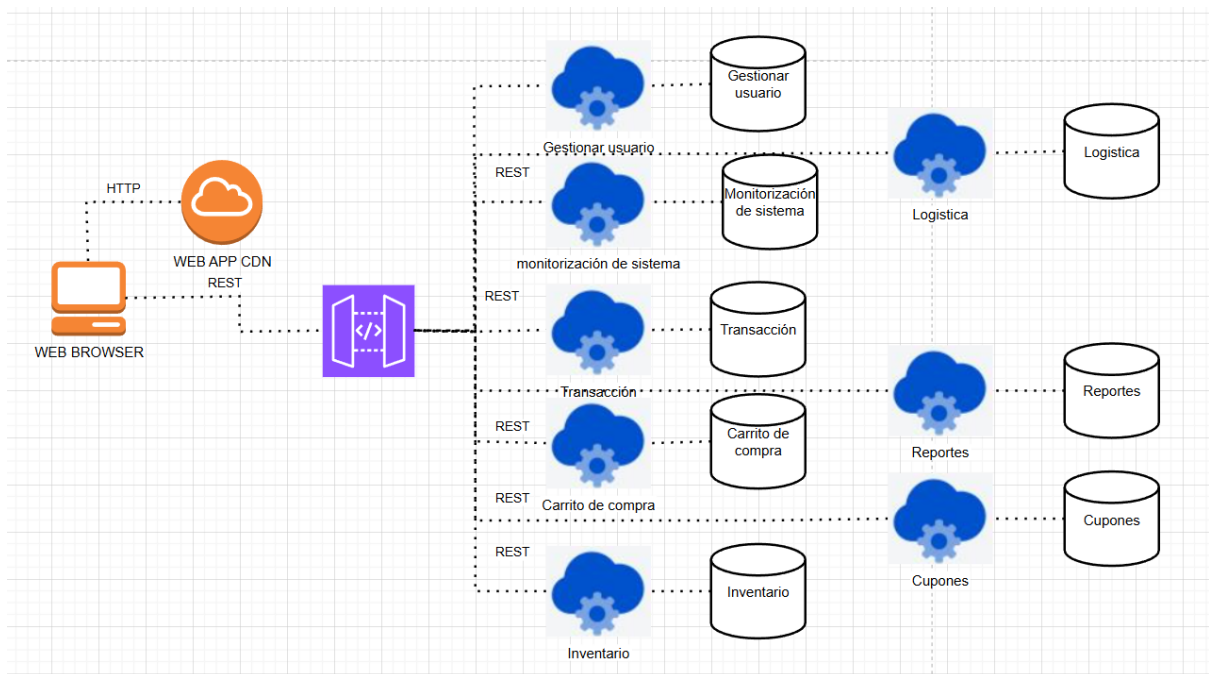 HTTP
WEB APP CDN
REST
WEB BROWSER
</>
Gestionar usuario
Gestionar
usuario
REST
Logistica
Logistica
monitorización de sistema
Monitorización
de sistema
REST
Transacción
Transacción
Reportes
Reportes
REST
Carrito de compra
Carrito de
compra
REST
Cupones
Cupones
REST
Inventario
Inventario